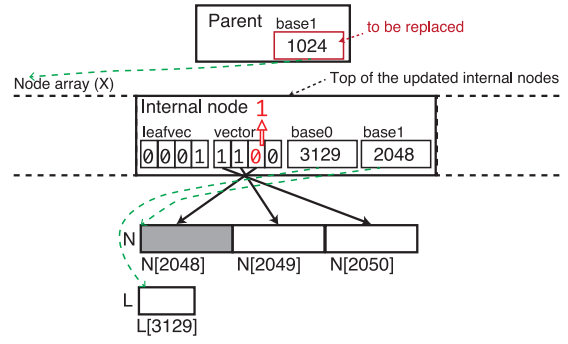 Parent
base1
to be replaced
1024
Node array (X)
Top of the updated internal nodes
Internal node 1
leafvec vector base0 base1
0 0 0 1 1 1 0 0 3129 2048
N
N[2048] N[2049] N[2050]
L
L[3129]